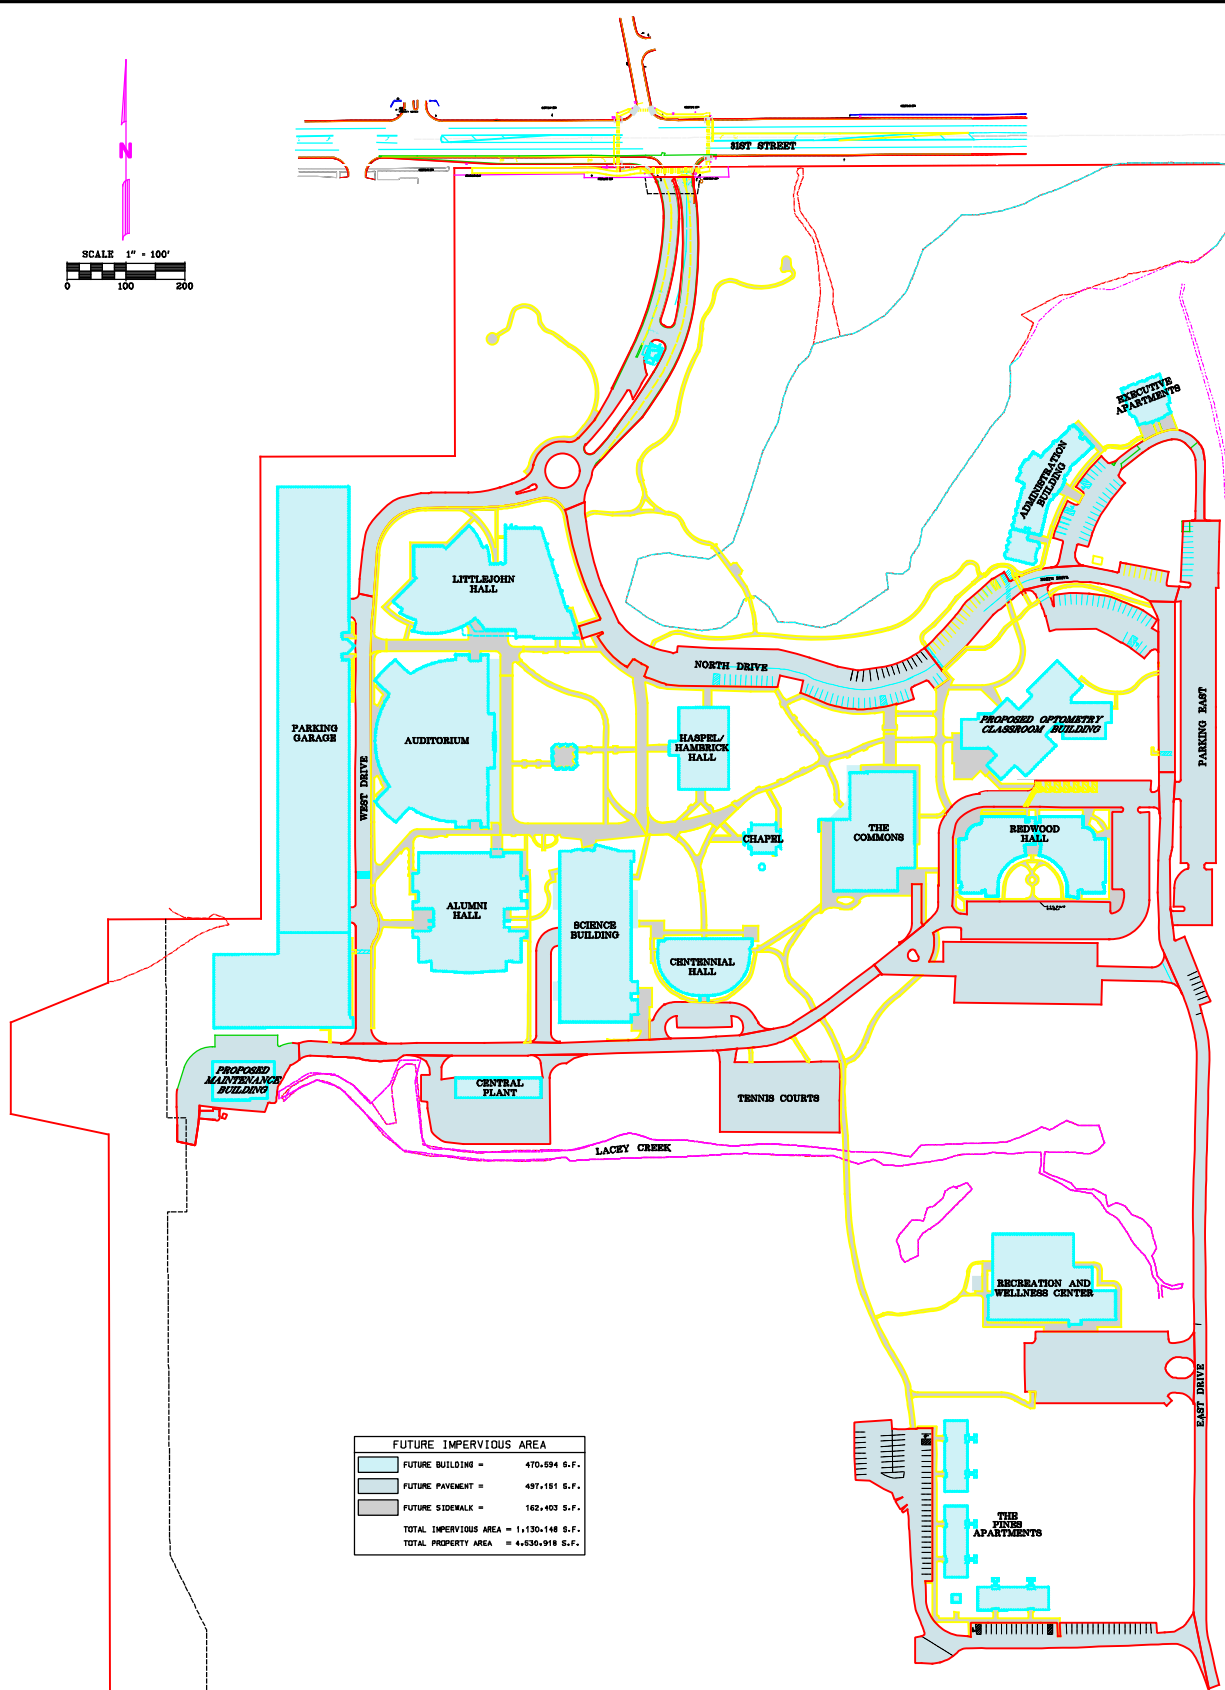 31ST STREET
N
SCALE 1" - 100'
0 100 200
EXECUTIVE
APARTMENTS
ADMINISTRATION
BUILDING
NORTH DRIVE
LITTLEJOHN
HALL
NORTH DRIVE
PARKING EAST
PARKING
GARAGE
WEST DRIVE
AUDITORIUM
HASPEL/
HAMBRICK
HALL
PROPOSED OPTOMETRY
CLASSROOM BUILDING
CHAPEL
THE
COMMONS
REDWOOD
HALL
ALUMNI
HALL
SCIENCE
BUILDING
CENTENNIAL
HALL
PROPOSED
MAINTENANCE
BUILDING
CENTRAL
PLANT
TENNIS COURTS
LACEY CREEK
RECREATION AND
WELLNESS CENTER
EAST DRIVE
FUTURE IMPERVIOUS AREA
FUTURE BUILDING = 470,594 S.F.
FUTURE PAVEMENT = 497,151 S.F.
FUTURE SIDEWALK = 162,403 S.F.
TOTAL IMPERVIOUS AREA = 1,130,148 S.F.
TOTAL PROPERTY AREA = 4,530,918 S.F.
THE
PINES
APARTMENTS